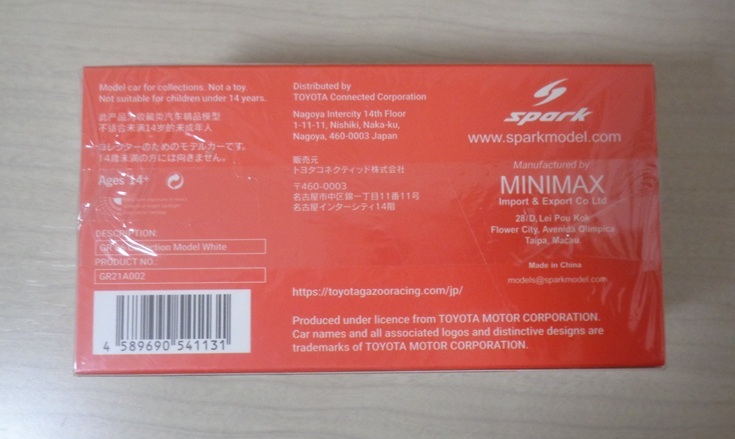 Model car for collections. Not a toy.
Not suitable for children under 14 years.
此产品为收藏类汽车精品模型
不适合未满14岁的未成年人
コレクターのためのモデルカーです。
14歳未満の方には向きません。
Ages 14+
DESCRIPTION:
Model White
PRODUCT NO.:
GR21A002
4 589690 541131
Distributed by
TOYOTA Connected Corporation
Nagoya Intercity 14th Floor
1-11-11, Nishiki, Naka-ku,
Nagoya, 460-0003 Japan
販売元
トヨタコネクティッド株式会社
〒460-0003
名古屋市中区錦一丁目11番11号
名古屋インターシティ14階
https://toyotagazooracing.com/jp/
Produced under licence from TOYOTA MOTOR CORPORATION.
Car names and all associated logos and distinctive designs are
trademarks of TOYOTA MOTOR CORPORATION.
spark
www.sparkmodel.com
Manufactured by
MINIMAX
Import & Export Co Ltd
28/D, Lei Pou Kok
Flower City, Avenida Olimpica
Taipa, Macau
Made in China
models@sparkmodel.com